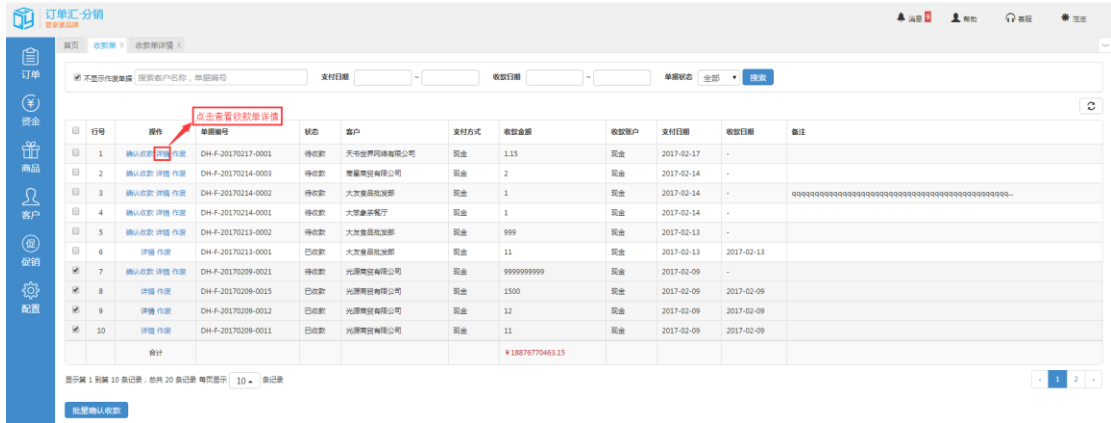 订单汇·分销
管家婆品牌
消息 9 帮助 客服
首页 收款单 X 收款单详情 X
订单
资金
商品
客户
促
促销
配置
不显示作废单据 搜索客户名称，单据编号 支付日期 ~ 收款日期 ~ 单据状态 全部 搜索
点击查看收款单详情
行号 操作 单据编号 状态 客户 支付方式 收款金额 收款账户 支付日期 收款日期 备注
1 确认收款 详情 作废 DH-F-20170217-0001 待收款 天书世界网络有限公司 现金 1.15 现金 2017-02-17 -
2 确认收款 详情 作废 DH-F-20170214-0003 待收款 寒星商贸有限公司 现金 2 现金 2017-02-14 -
3 确认收款 详情 作废 DH-F-20170214-0002 待收款 大友食品批发部 现金 1 现金 2017-02-14 -
4 确认收款 详情 作废 DH-F-20170214-0001 待收款 大笨象茶餐厅 现金 1 现金 2017-02-14 -
5 确认收款 详情 作废 DH-F-20170213-0002 待收款 大友食品批发部 现金 999 现金 2017-02-13 -
6 详情 作废 DH-F-20170213-0001 已收款 大友食品批发部 现金 11 现金 2017-02-13 2017-02-13
7 确认收款 详情 作废 DH-F-20170209-0021 待收款 光源商贸有限公司 现金 9999999999 现金 2017-02-09 -
8 详情 作废 DH-F-20170209-0015 已收款 光源商贸有限公司 现金 1500 现金 2017-02-09 2017-02-09
9 详情 作废 DH-F-20170209-0012 已收款 光源商贸有限公司 现金 12 现金 2017-02-09 2017-02-09
10 详情 作废 DH-F-20170209-0011 已收款 光源商贸有限公司 现金 11 现金 2017-02-09 2017-02-09
合计 ￥18876770463.15
显示第 1 到第 10 条记录，总共 20 条记录 每页显示 10 条记录 ‹ 1 2 ›
批量确认收款